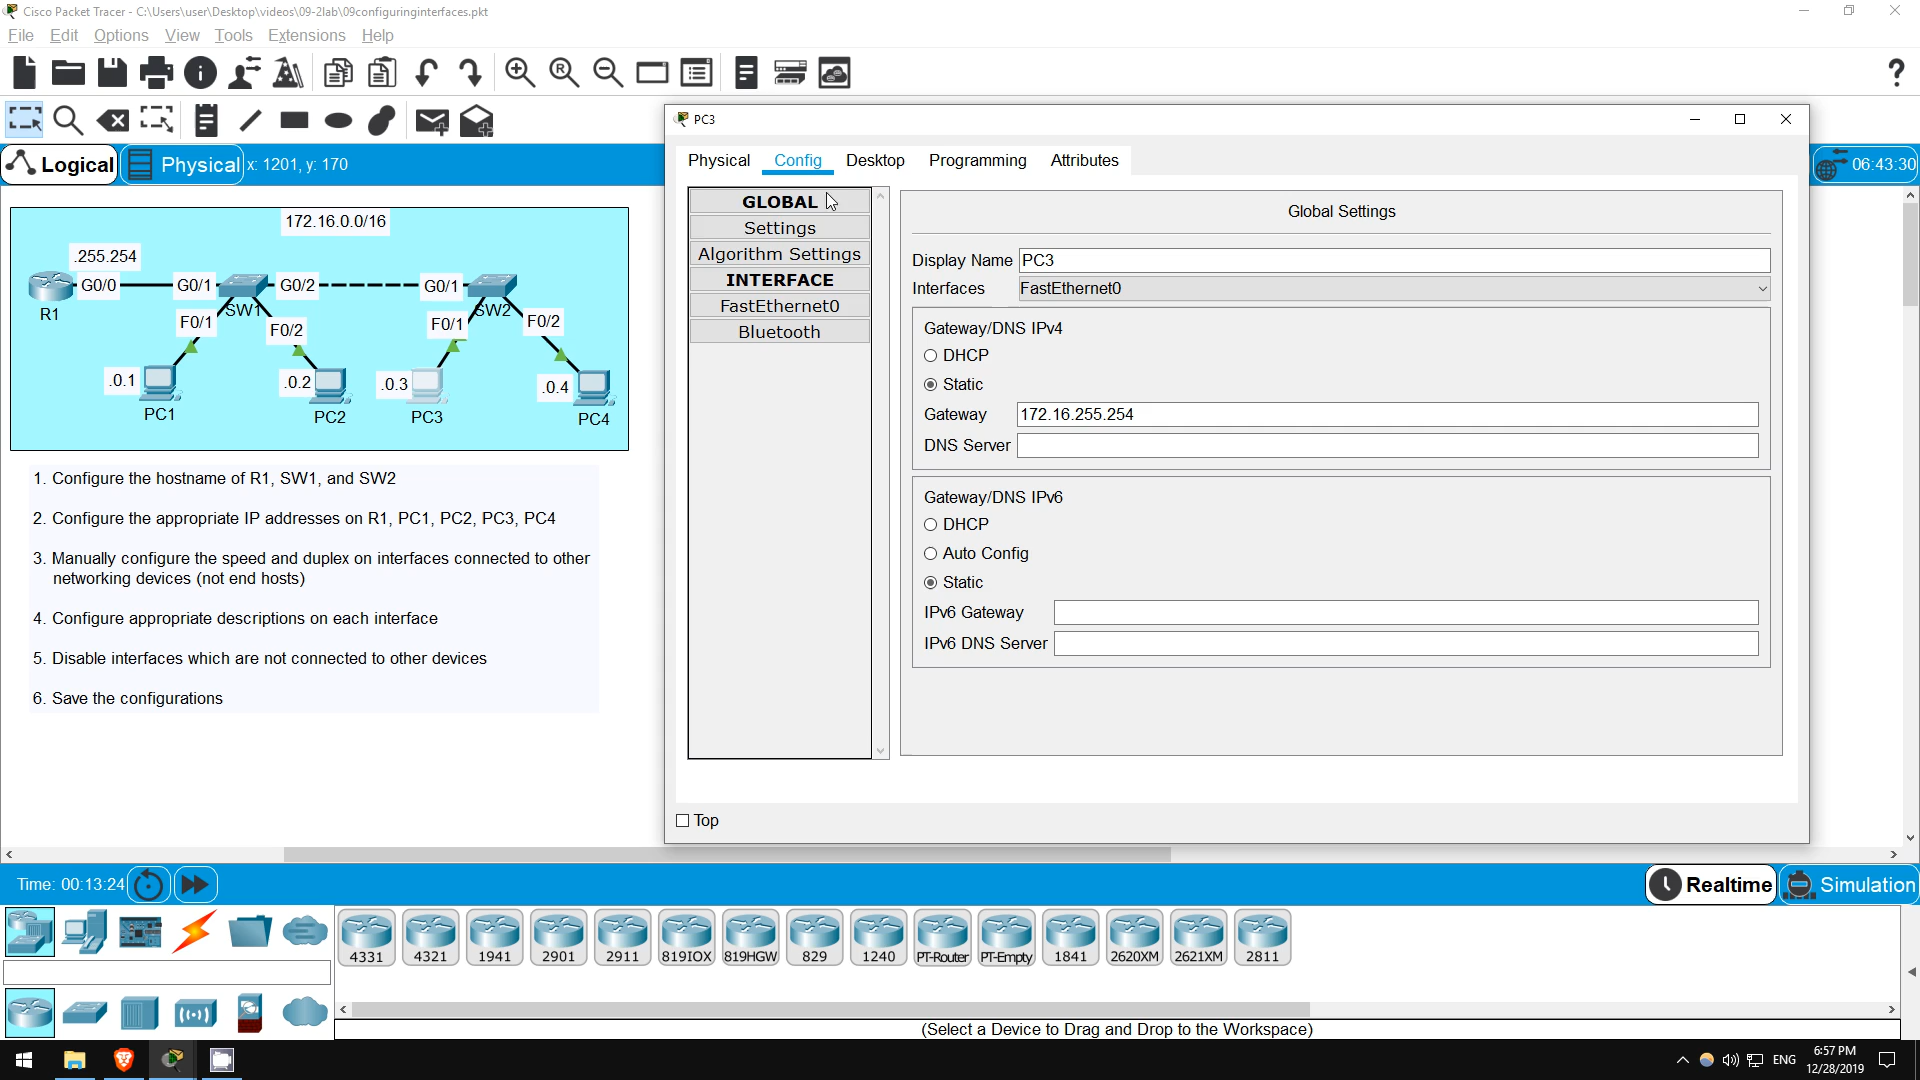 Cisco Packet Tracer - C:\Users\user\Desktop\videos\09-2lab\09configuringinterfaces.pkt
File Edit Options View Tools Extensions Help
?
PC3
Logical Physical x: 1201, y: 170
06:43:30
Physical Config Desktop Programming Attributes
GLOBAL
Settings
Algorithm Settings
INTERFACE
FastEthernet0
Bluetooth
Global Settings
Display Name PC3
Interfaces FastEthernet0
Gateway/DNS IPv4
DHCP
Static
Gateway 172.16.255.254
DNS Server
Gateway/DNS IPv6
DHCP
Auto Config
Static
IPv6 Gateway
IPv6 DNS Server
Top
172.16.0.0/16
.255.254
G0/0 G0/1 G0/2 G0/1
R1 SW1 SW2
F0/1 F0/2 F0/1 F0/2
.0.1 .0.2 .0.3 .0.4
PC1 PC2 PC3 PC4
1. Configure the hostname of R1, SW1, and SW2
2. Configure the appropriate IP addresses on R1, PC1, PC2, PC3, PC4
3. Manually configure the speed and duplex on interfaces connected to other
networking devices (not end hosts)
4. Configure appropriate descriptions on each interface
5. Disable interfaces which are not connected to other devices
6. Save the configurations
Time: 00:13:24
Realtime Simulation
4331 4321 1941 2901 2911 819IOX 819HGW 829 1240 PT-Router PT-Empty 1841 2620XM 2621XM 2811
(Select a Device to Drag and Drop to the Workspace)
ENG
6:57 PM
12/28/2019